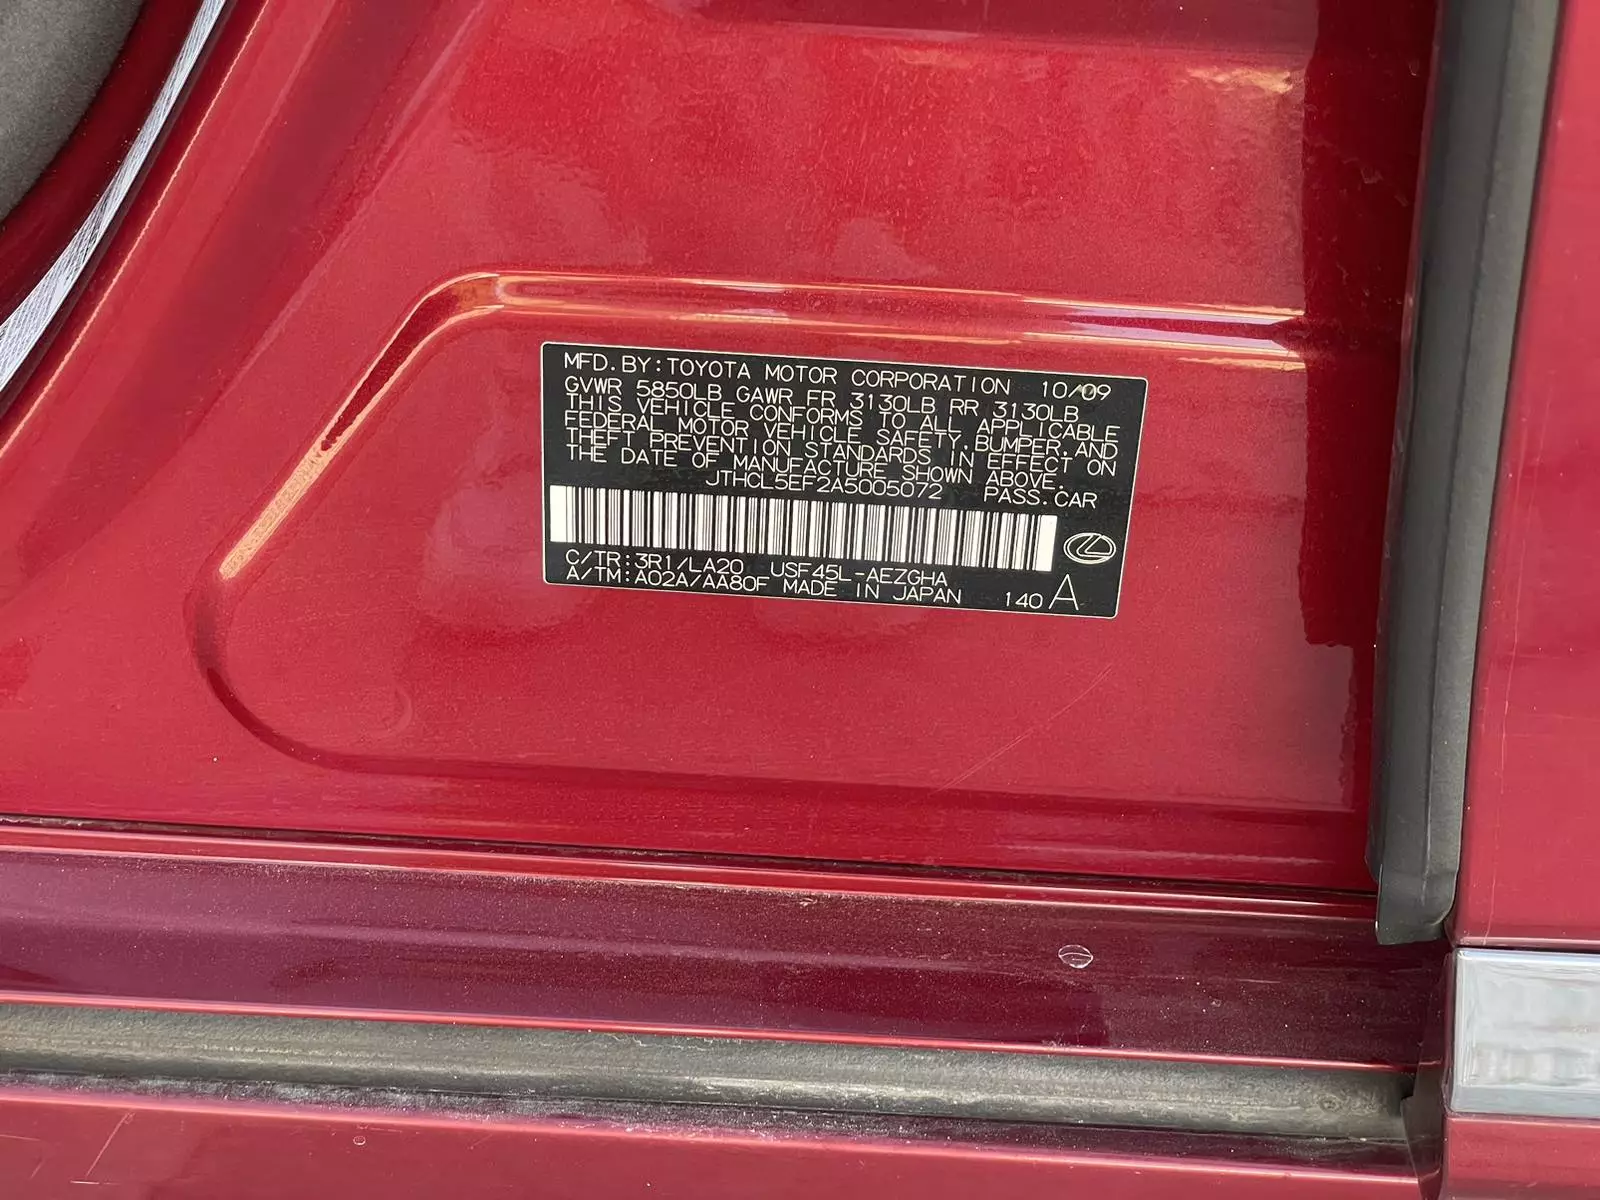 MFD.BY:TOYOTA MOTOR CORPORATION 10/09
GVWR 5850LB GAWR FR 3130LB RR 3130LB
THIS VEHICLE CONFORMS TO ALL APPLICABLE
FEDERAL MOTOR VEHICLE SAFETY,BUMPER,AND
THEFT PREVENTION STANDARDS IN EFFECT ON
THE DATE OF MANUFACTURE SHOWN ABOVE.
JTHCL5EF2A5005072 PASS.CAR
C/TR:3R1/LA20 USF45L-AEZGHA
A/TM:A02A/AA80F MADE IN JAPAN 140 A